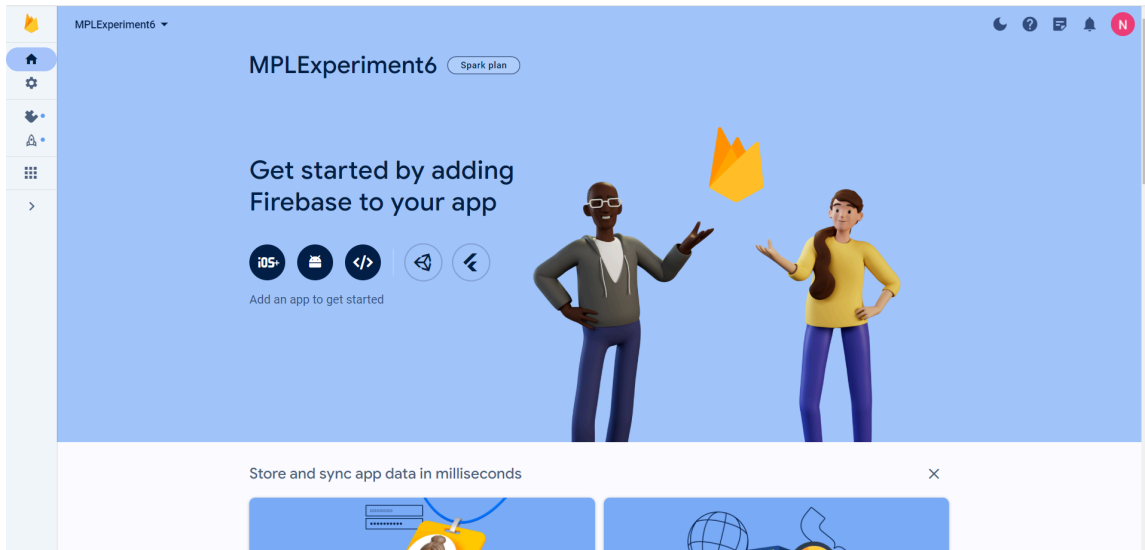 MPLExperiment6
N
MPLExperiment6 Spark plan
Get started by adding
Firebase to your app
iOS+
</>
Add an app to get started
Store and sync app data in milliseconds